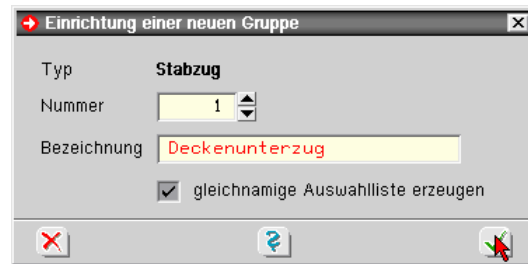 Einrichtung einer neuen Gruppe
Typ Stabzug
Nummer 1
Bezeichnung Deckenunterzug
gleichnamige Auswahlliste erzeugen